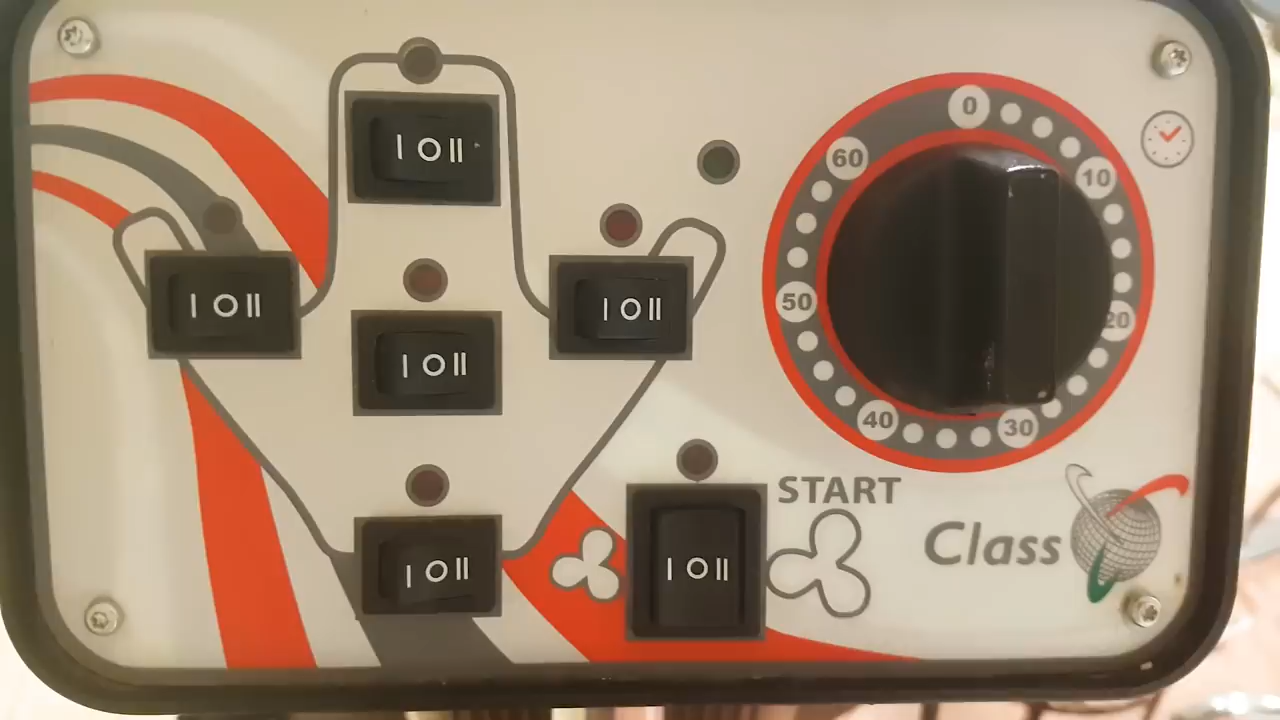 I O II
0
60
10
I O II
I O II
50
20
I O II
40
30
START
I O II
I O II
Class